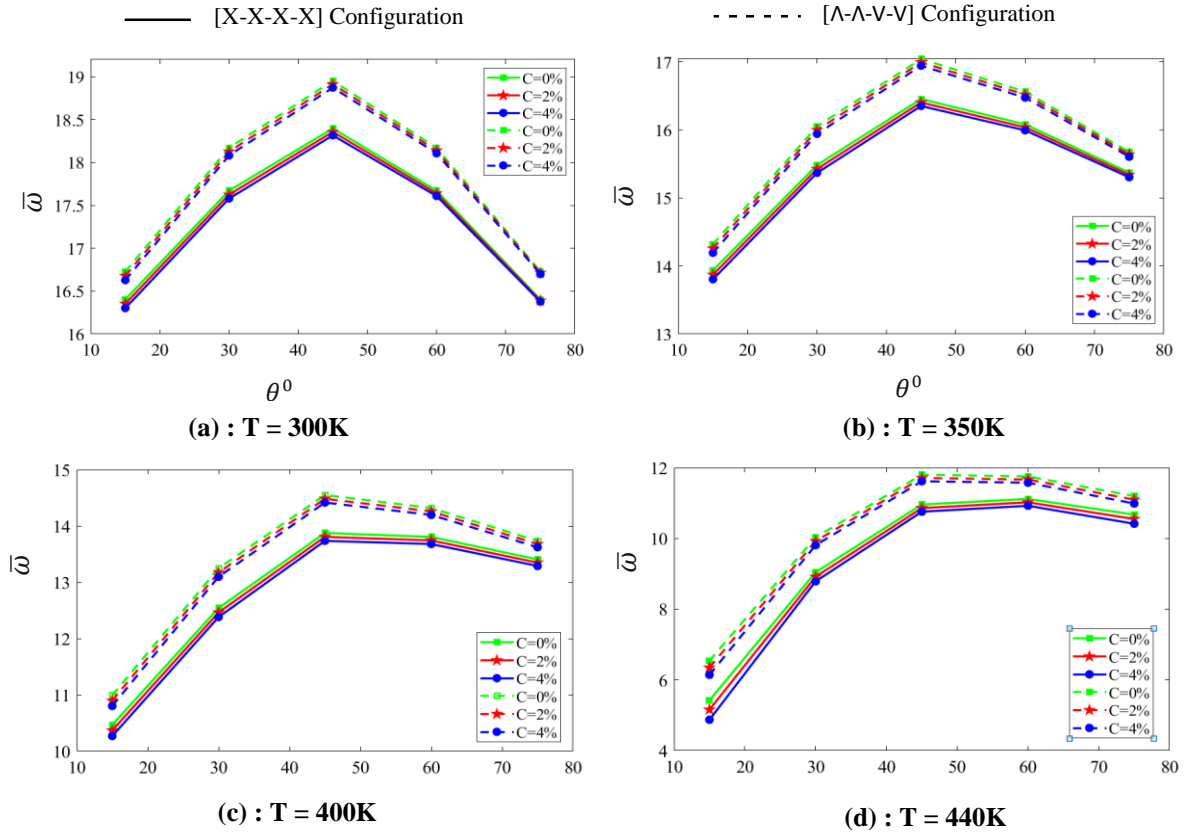 [X-X-X-X] Configuration
[Λ-Λ-V-V] Configuration
19
18.5
18
17.5
17
16.5
16
ω̅
10 20 30 40 50 60 70 80
θ⁰
C=0%
C=2%
C=4%
C=0%
C=2%
C=4%
(a) : T = 300K
17
16
15
14
13
ω̅
10 20 30 40 50 60 70 80
θ⁰
C=0%
C=2%
C=4%
C=0%
C=2%
C=4%
(b) : T = 350K
15
14
13
12
11
10
ω̅
10 20 30 40 50 60 70 80
C=0%
C=2%
C=4%
C=0%
C=2%
C=4%
(c) : T = 400K
12
10
8
6
4
ω̅
10 20 30 40 50 60 70 80
C=0%
C=2%
C=4%
C=0%
C=2%
C=4%
(d) : T = 440K